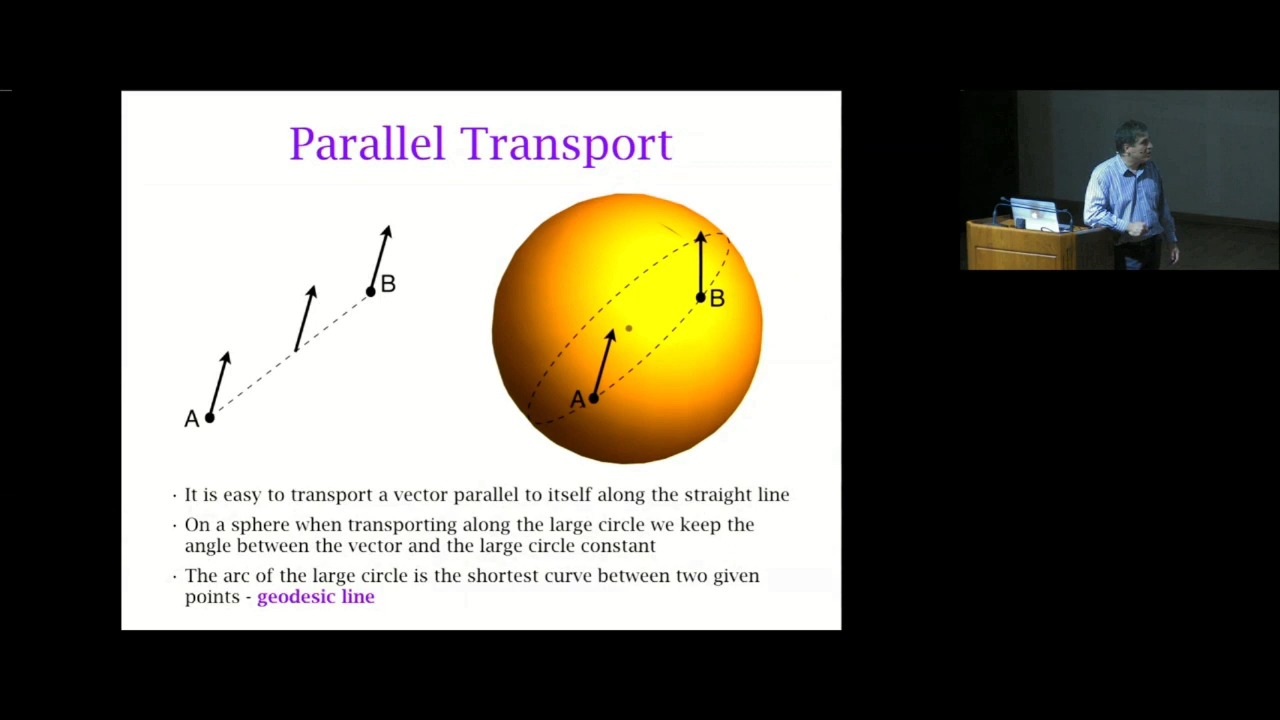 Parallel Transport
B
A
B
A
· It is easy to transport a vector parallel to itself along the straight line
· On a sphere when transporting along the large circle we keep the
angle between the vector and the large circle constant
· The arc of the large circle is the shortest curve between two given
points - geodesic line